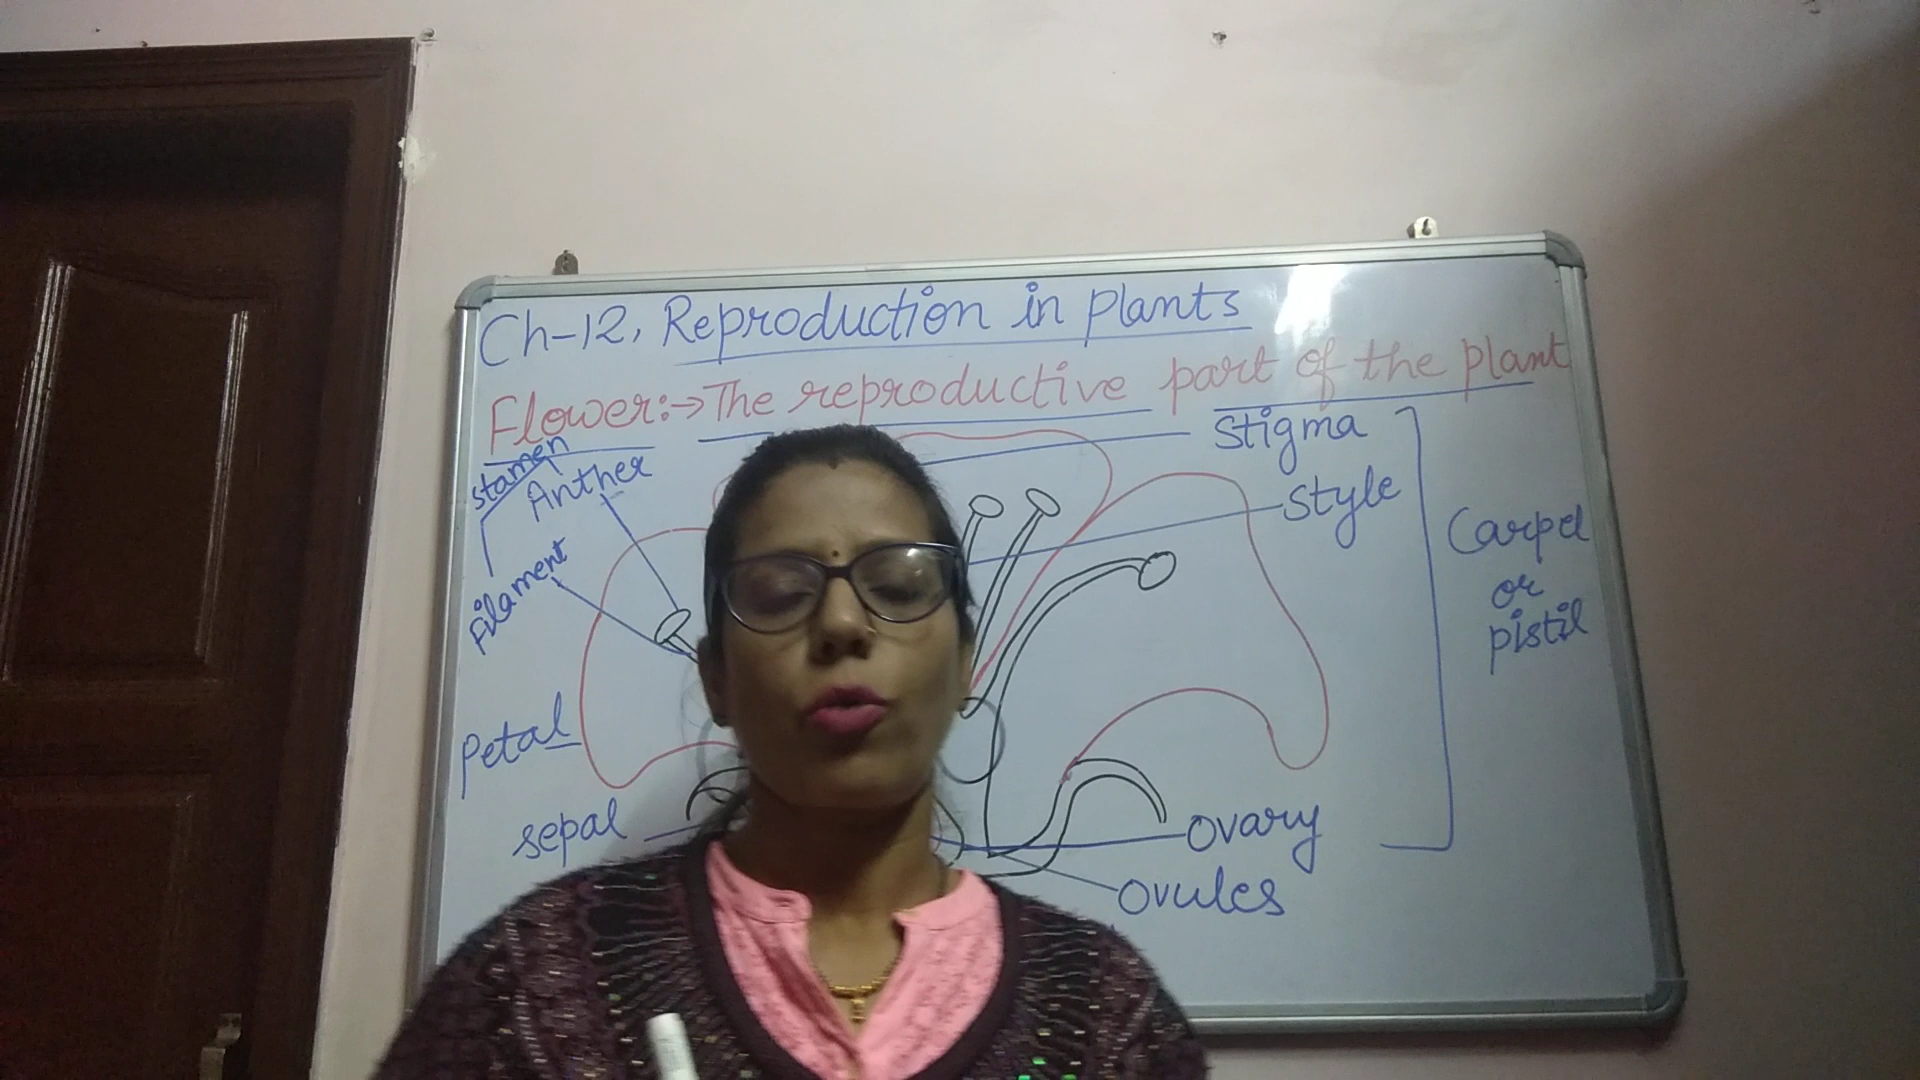 Ch-12, Reproduction in plants
Flower:→The reproductive part of the plant
stamen
Anther
Filament
Petal
sepal
Stigma
Style
Carpel
or
pistil
Ovary
Ovules